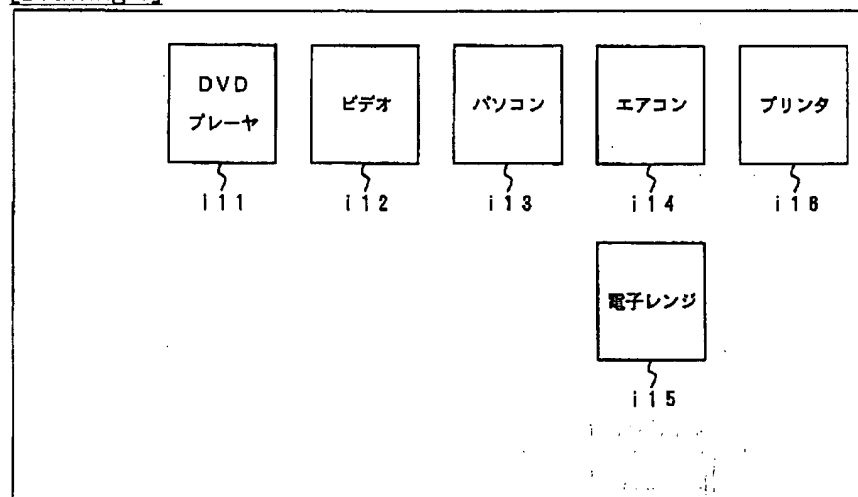 DVD
プレーヤ
ビデオ
パソコン
エアコン
プリンタ
i11
i12
i13
i14
i16
電子レンジ
i15